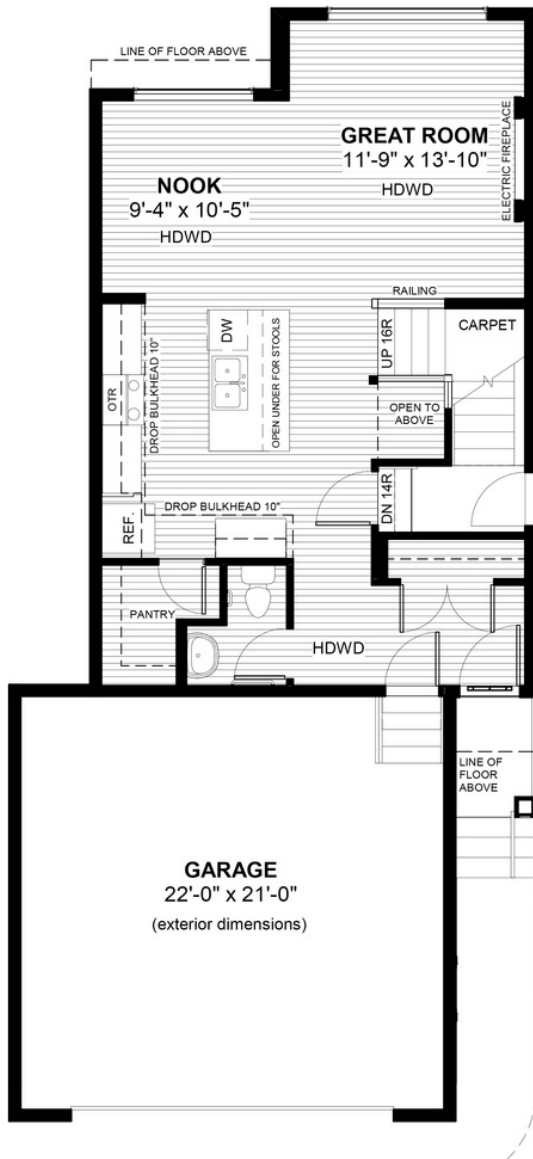 LINE OF FLOOR ABOVE
GREAT ROOM
11'-9" x 13'-10"
HDWD
ELECTRIC FIREPLACE
NOOK
9'-4" x 10'-5"
HDWD
RAILING
DW
OPEN UNDER FOR STOOLS
UP 16R
CARPET
OTR
DROP BULKHEAD 10"
OPEN TO
ABOVE
DROP BULKHEAD 10"
DN 14R
REF.
PANTRY
HDWD
LINE OF
FLOOR
ABOVE
GARAGE
22'-0" x 21'-0"
(exterior dimensions)